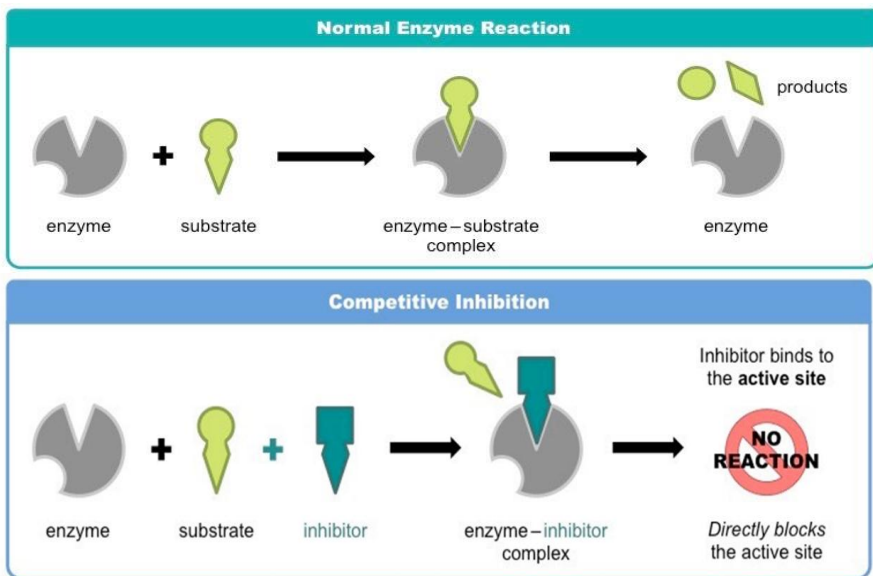 Normal Enzyme Reaction
products
enzyme
substrate
enzyme–substrate
complex
enzyme
Competitive Inhibition
Inhibitor binds to
the active site
NO
REACTION
enzyme
substrate
inhibitor
enzyme–inhibitor
complex
Directly blocks
the active site